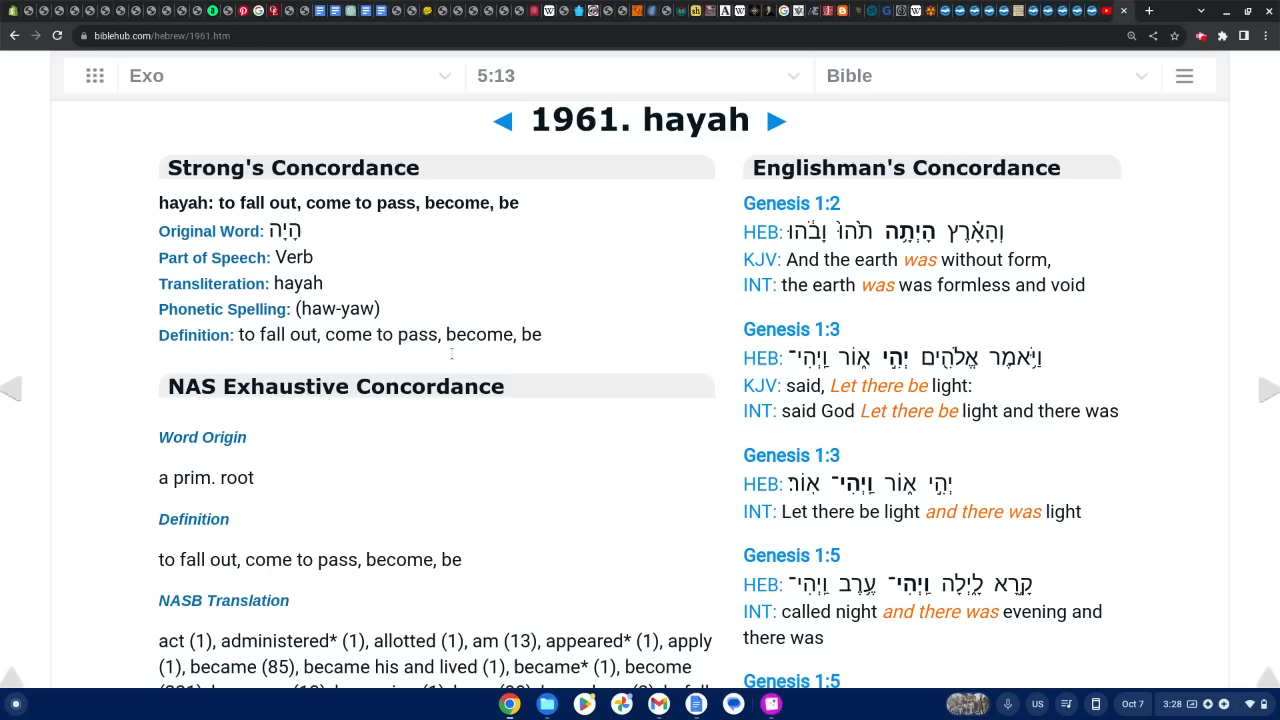 biblehub.com/hebrew/1961.htm
Exo
5:13
Bible
◄ 1961. hayah ►
Strong's Concordance
hayah: to fall out, come to pass, become, be
Original Word: הָיָה
Part of Speech: Verb
Transliteration: hayah
Phonetic Spelling: (haw-yaw)
Definition: to fall out, come to pass, become, be
NAS Exhaustive Concordance
Word Origin
a prim. root
Definition
to fall out, come to pass, become, be
NASB Translation
act (1), administered* (1), allotted (1), am (13), appeared* (1), apply
(1), became (85), became his and lived (1), became* (1), become
Englishman's Concordance
Genesis 1:2
HEB: וְהָאָ֗רֶץ הָיְתָ֥ה תֹ֙הוּ֙ וָבֹ֔הוּ
KJV: And the earth was without form,
INT: the earth was was formless and void
Genesis 1:3
HEB: וַיֹּ֥אמֶר אֱלֹהִ֖ים יְהִ֣י א֑וֹר וַֽיְהִי־
KJV: said, Let there be light:
INT: said God Let there be light and there was
Genesis 1:3
HEB: יְהִ֣י א֑וֹר וַֽיְהִי־ אֽוֹר׃
INT: Let there be light and there was light
Genesis 1:5
HEB: קָ֣רָא לָ֑יְלָה וַֽיְהִי־ עֶ֥רֶב וַֽיְהִי־
INT: called night and there was evening and
there was
Genesis 1:5
US
Oct 7
3:28